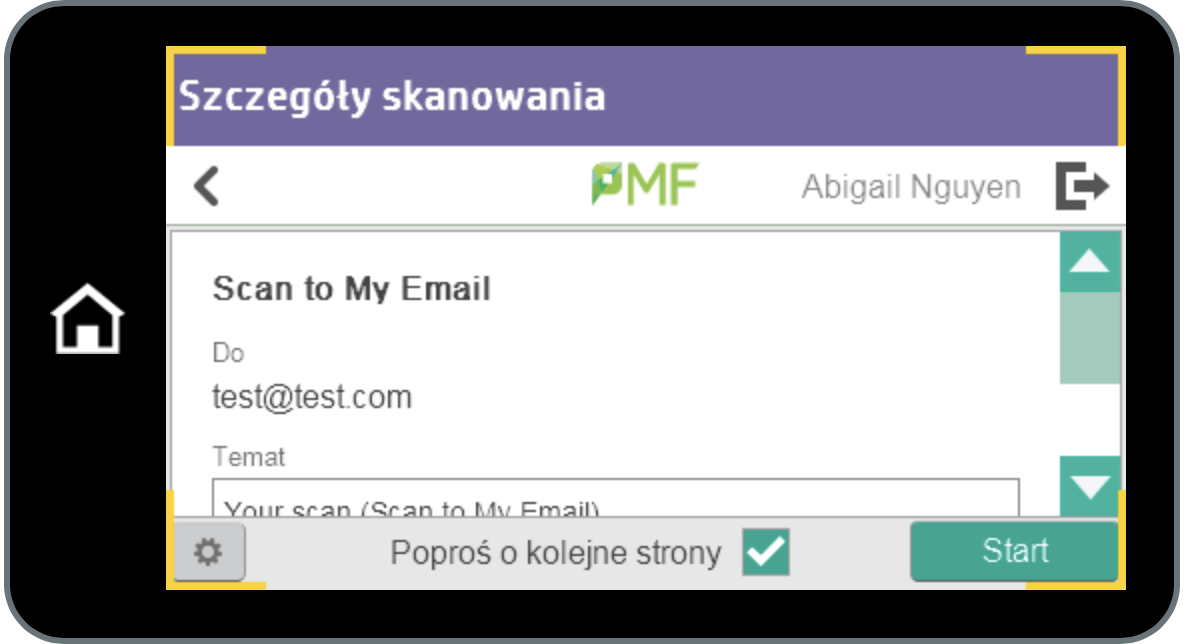 Szczegóły skanowania
PMF
Abigail Nguyen
Scan to My Email
Do
test@test.com
Temat
Your scan (Scan to My Email)
Poproś o kolejne strony
Start